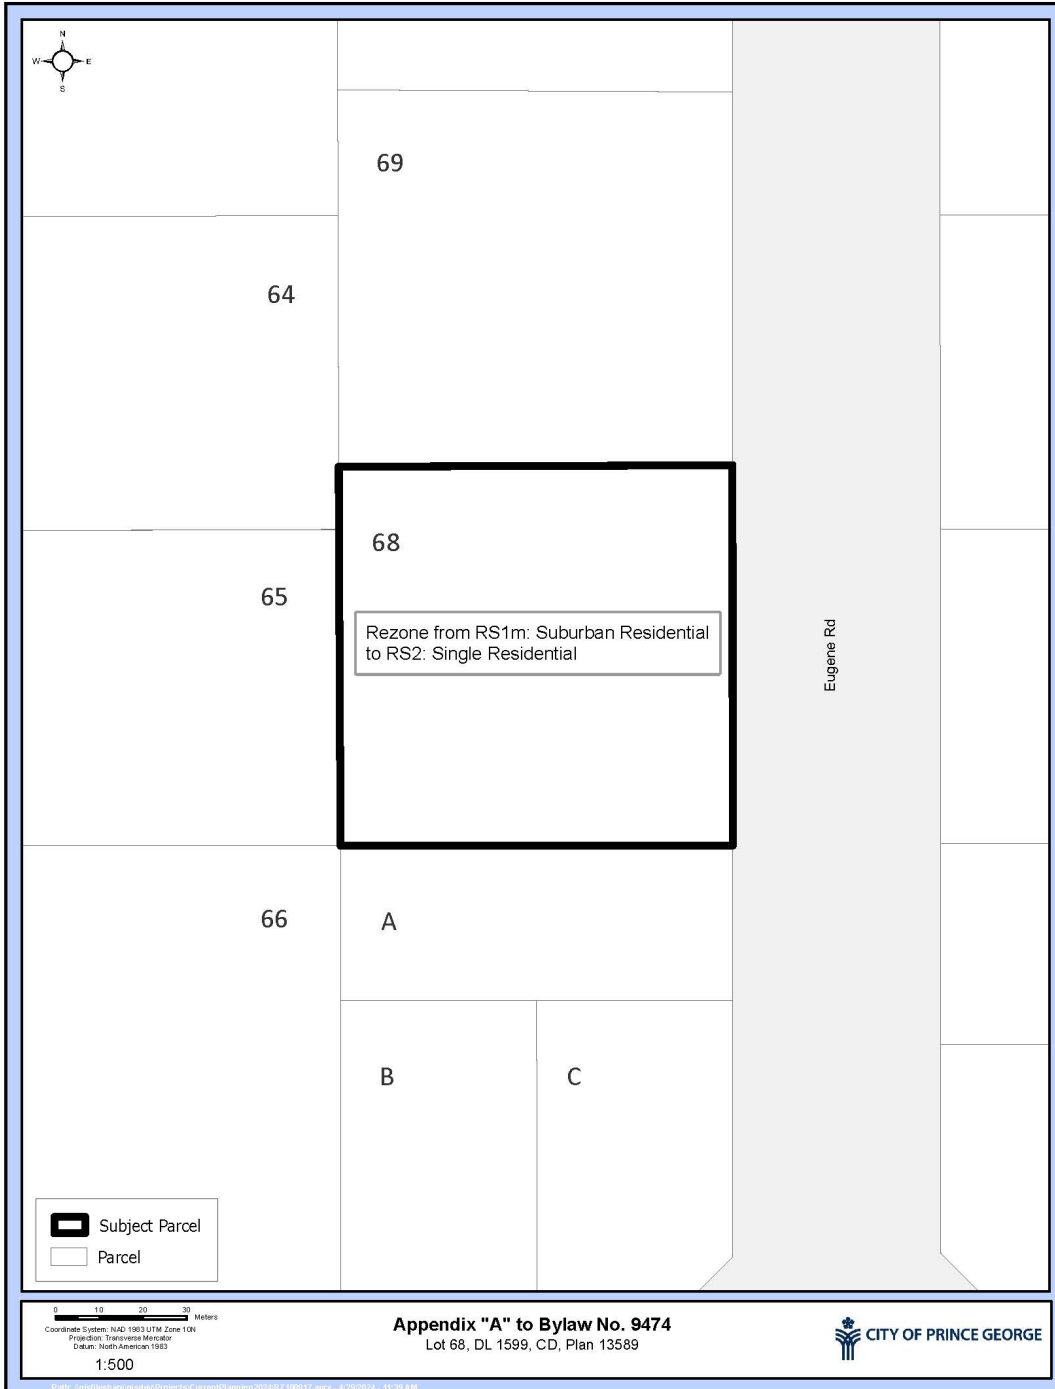 N
W
E
S
69
64
68
65
Rezone from RS1m: Suburban Residential
to RS2: Single Residential
Eugene Rd
66
A
B
C
Subject Parcel
Parcel
0 10 20 30 Meters
Coordinate System: NAD 1983 UTM Zone 10N
Projection: Transverse Mercator
Datum: North American 1983
1:500
Appendix "A" to Bylaw No. 9474
Lot 68, DL 1599, CD, Plan 13589
CITY OF PRINCE GEORGE